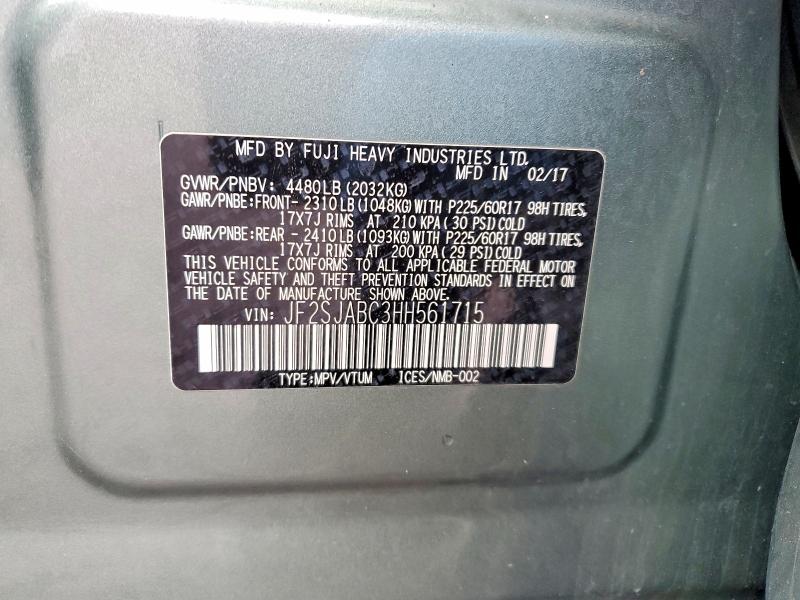 MFD BY FUJI HEAVY INDUSTRIES LTD.
MFD IN 02/17
GVWR/PNBV: 4480LB (2032KG)
GAWR/PNBE:FRONT- 2310LB (1048KG) WITH P225/60R17 98H TIRES,
17X7J RIMS AT 210 KPA (30 PSI) COLD
GAWR/PNBE:REAR - 2410LB (1093KG) WITH P225/60R17 98H TIRES,
17X7J RIMS AT 200 KPA (29 PSI) COLD
THIS VEHICLE CONFORMS TO ALL APPLICABLE FEDERAL MOTOR
VEHICLE SAFETY AND THEFT PREVENTION STANDARDS IN EFFECT ON
THE DATE OF MANUFACTURE SHOWN ABOVE.
VIN: JF2SJABC3HH561715
TYPE:MPV/VTUM ICES/NMB-002